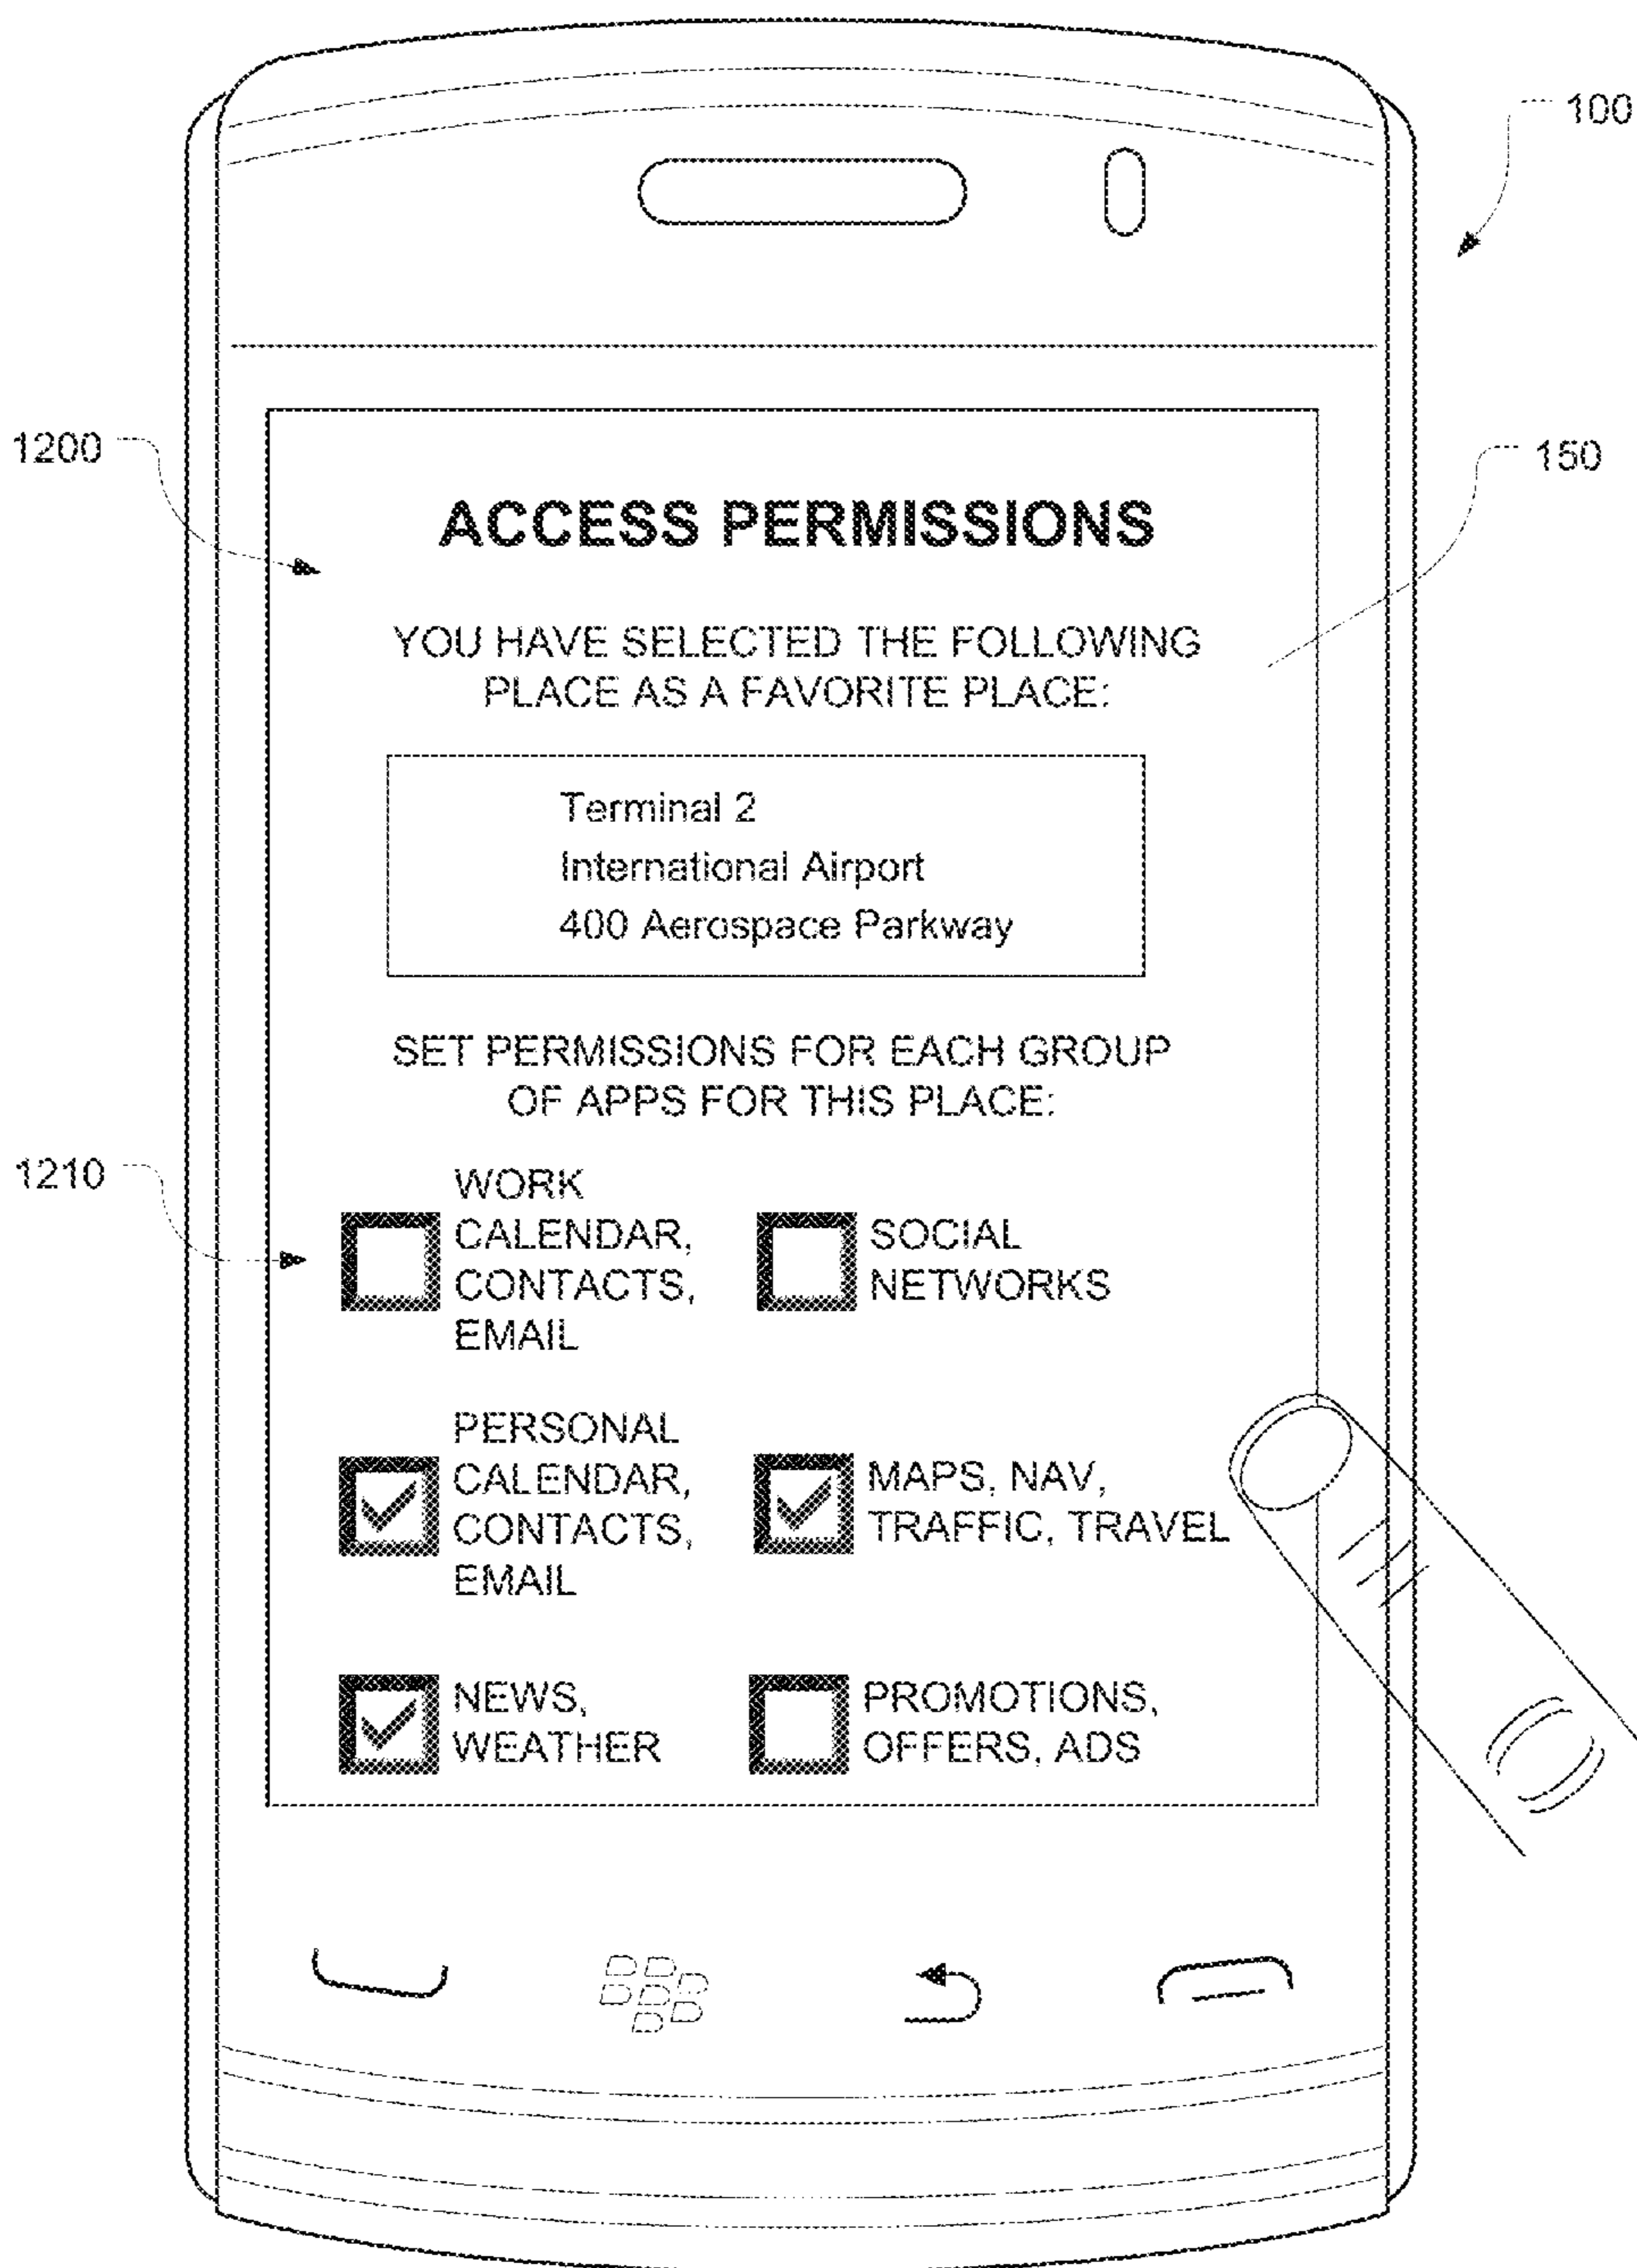 100
1200
150
ACCESS PERMISSIONS
YOU HAVE SELECTED THE FOLLOWING
PLACE AS A FAVORITE PLACE:
Terminal 2
International Airport
400 Aerospace Parkway
SET PERMISSIONS FOR EACH GROUP
OF APPS FOR THIS PLACE:
1210
WORK
CALENDAR,
CONTACTS,
EMAIL
SOCIAL
NETWORKS
PERSONAL
CALENDAR,
CONTACTS,
EMAIL
MAPS, NAV,
TRAFFIC, TRAVEL
NEWS,
WEATHER
PROMOTIONS,
OFFERS, ADS